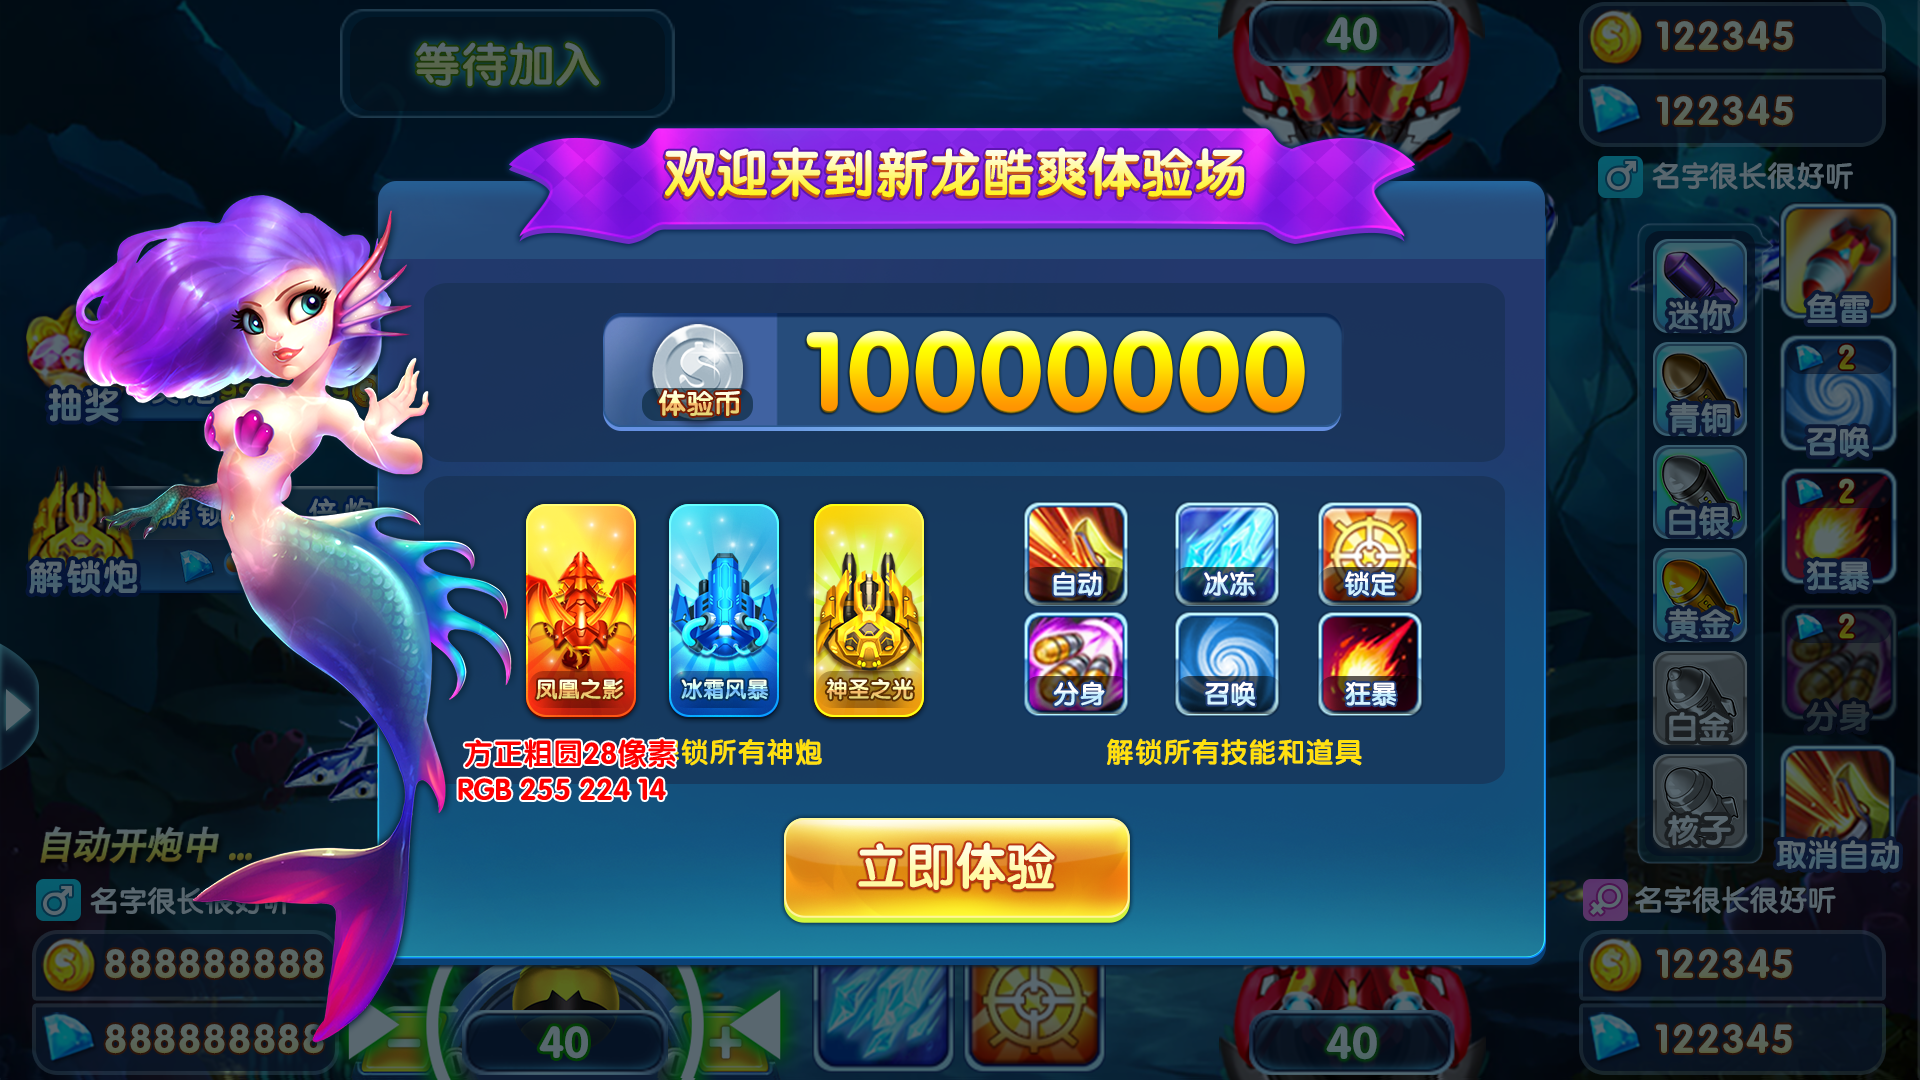 等待加入
40
122345
122345
名字很长很好听
欢迎来到新龙酷爽体验场
体验币
10000000
抽奖
解锁
倍炮
解锁炮
凤凰之影
冰霜风暴
神圣之光
自动
冰冻
锁定
分身
召唤
狂暴
方正粗圆28像素
锁所有神炮
RGB 255 224 14
解锁所有技能和道具
立即体验
迷你
青铜
白银
黄金
白金
核子
鱼雷
2
召唤
2
狂暴
2
分身
取消自动
自动开炮中 ...
名字很长很好听
888888888
888888888
40
40
名字很长很好听
122345
122345